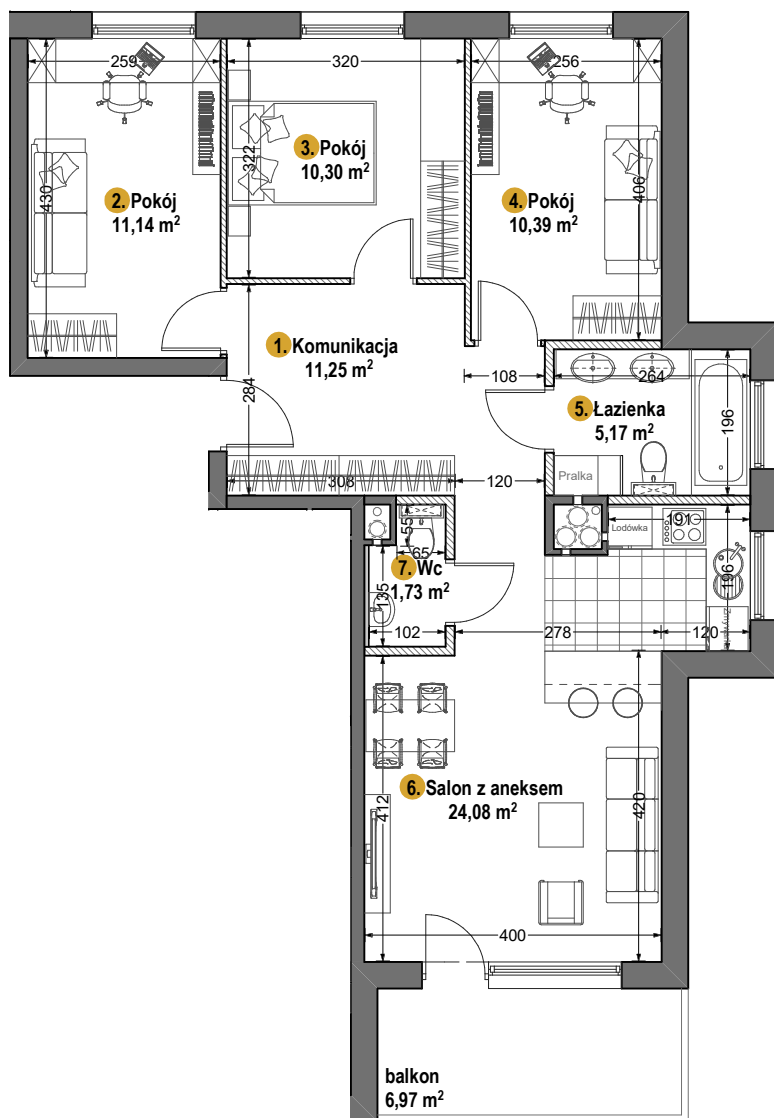 259
320
256
430
322
406
2. Pokój
11,14 m²
3. Pokój
10,30 m²
4. Pokój
10,39 m²
1. Komunikacja
11,25 m²
284
108
264
5. Łazienka
5,17 m²
196
Pralka
308
120
55
65
7. Wc
1,73 m²
135
102
191
Lodówka
196
278
120
6. Salon z aneksem
24,08 m²
412
420
400
balkon
6,97 m²